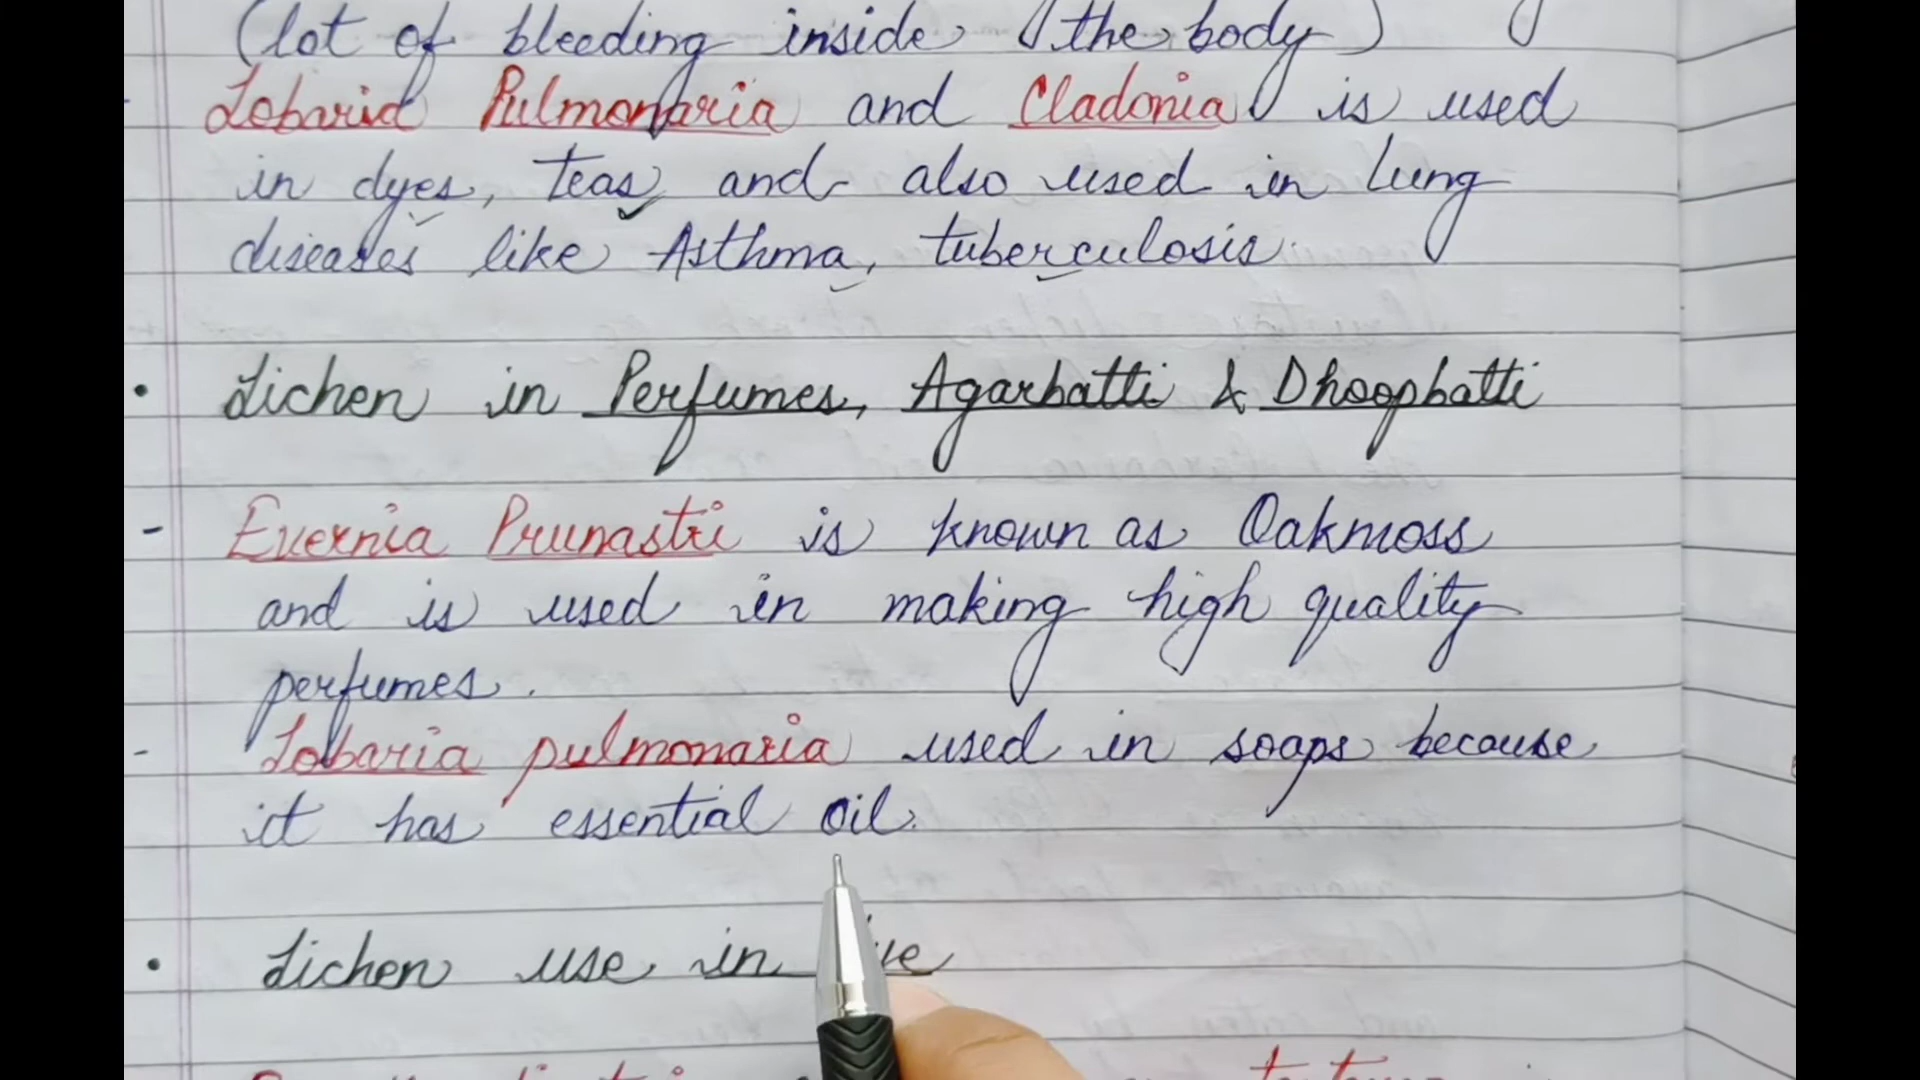 (lot of bleeding inside the body)
- Lobarid Pulmonaria and Cladonia is used
in dyes, teas and also used in Lung
diseases like Asthma, tuberculosis.
• Lichen in Perfumes, Agarbatti & Dhoopbatti
- Evernia Prunastri is known as Oakmoss
and is used in making high quality
perfumes.
- Lobaria pulmonaria used in soaps because
it has essential oil.
• Lichen use in